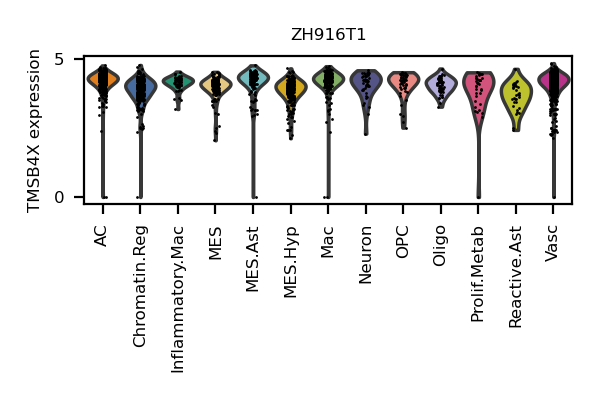 ZH916T1
TMSB4X expression
5
0
AC
Chromatin.Reg
Inflammatory.Mac
MES
MES.Ast
MES.Hyp
Mac
Neuron
OPC
Oligo
Prolif.Metab
Reactive.Ast
Vasc